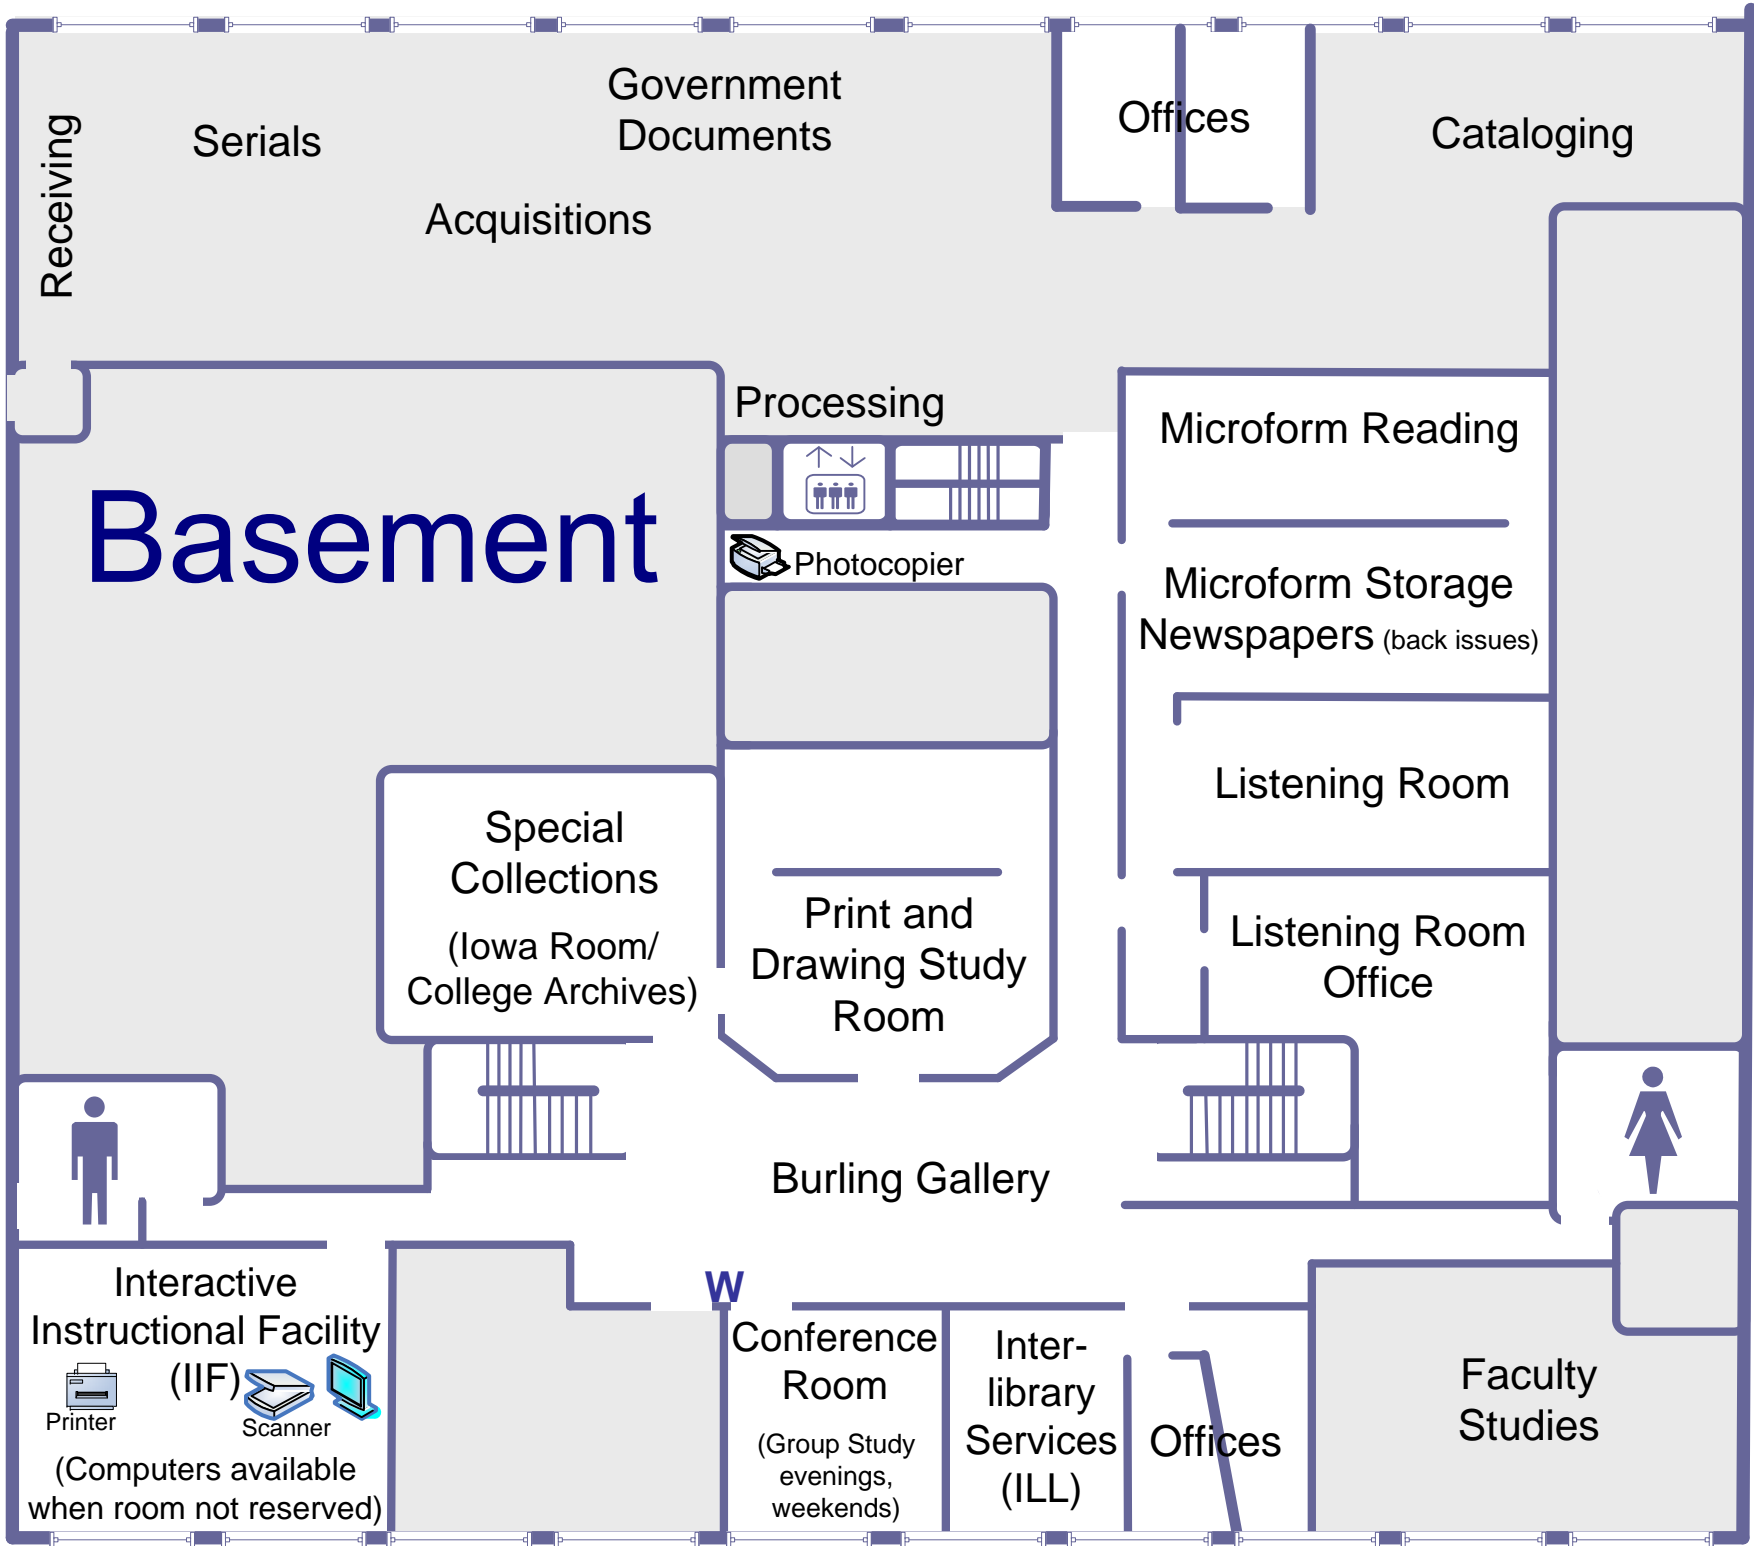 Government
Documents
Offices
Cataloging
Serials
Receiving
Acquisitions
Processing
Microform Reading
Basement
Photocopier
Microform Storage
Newspapers (back issues)
Listening Room
Special
Collections
(Iowa Room/
College Archives)
Print and
Drawing Study
Room
Listening Room
Office
Burling Gallery
W
Interactive
Instructional Facility
(IIF)
Printer
Scanner
(Computers available
when room not reserved)
Conference
Room
(Group Study
evenings,
weekends)
Inter-
library
Services
(ILL)
Offices
Faculty
Studies